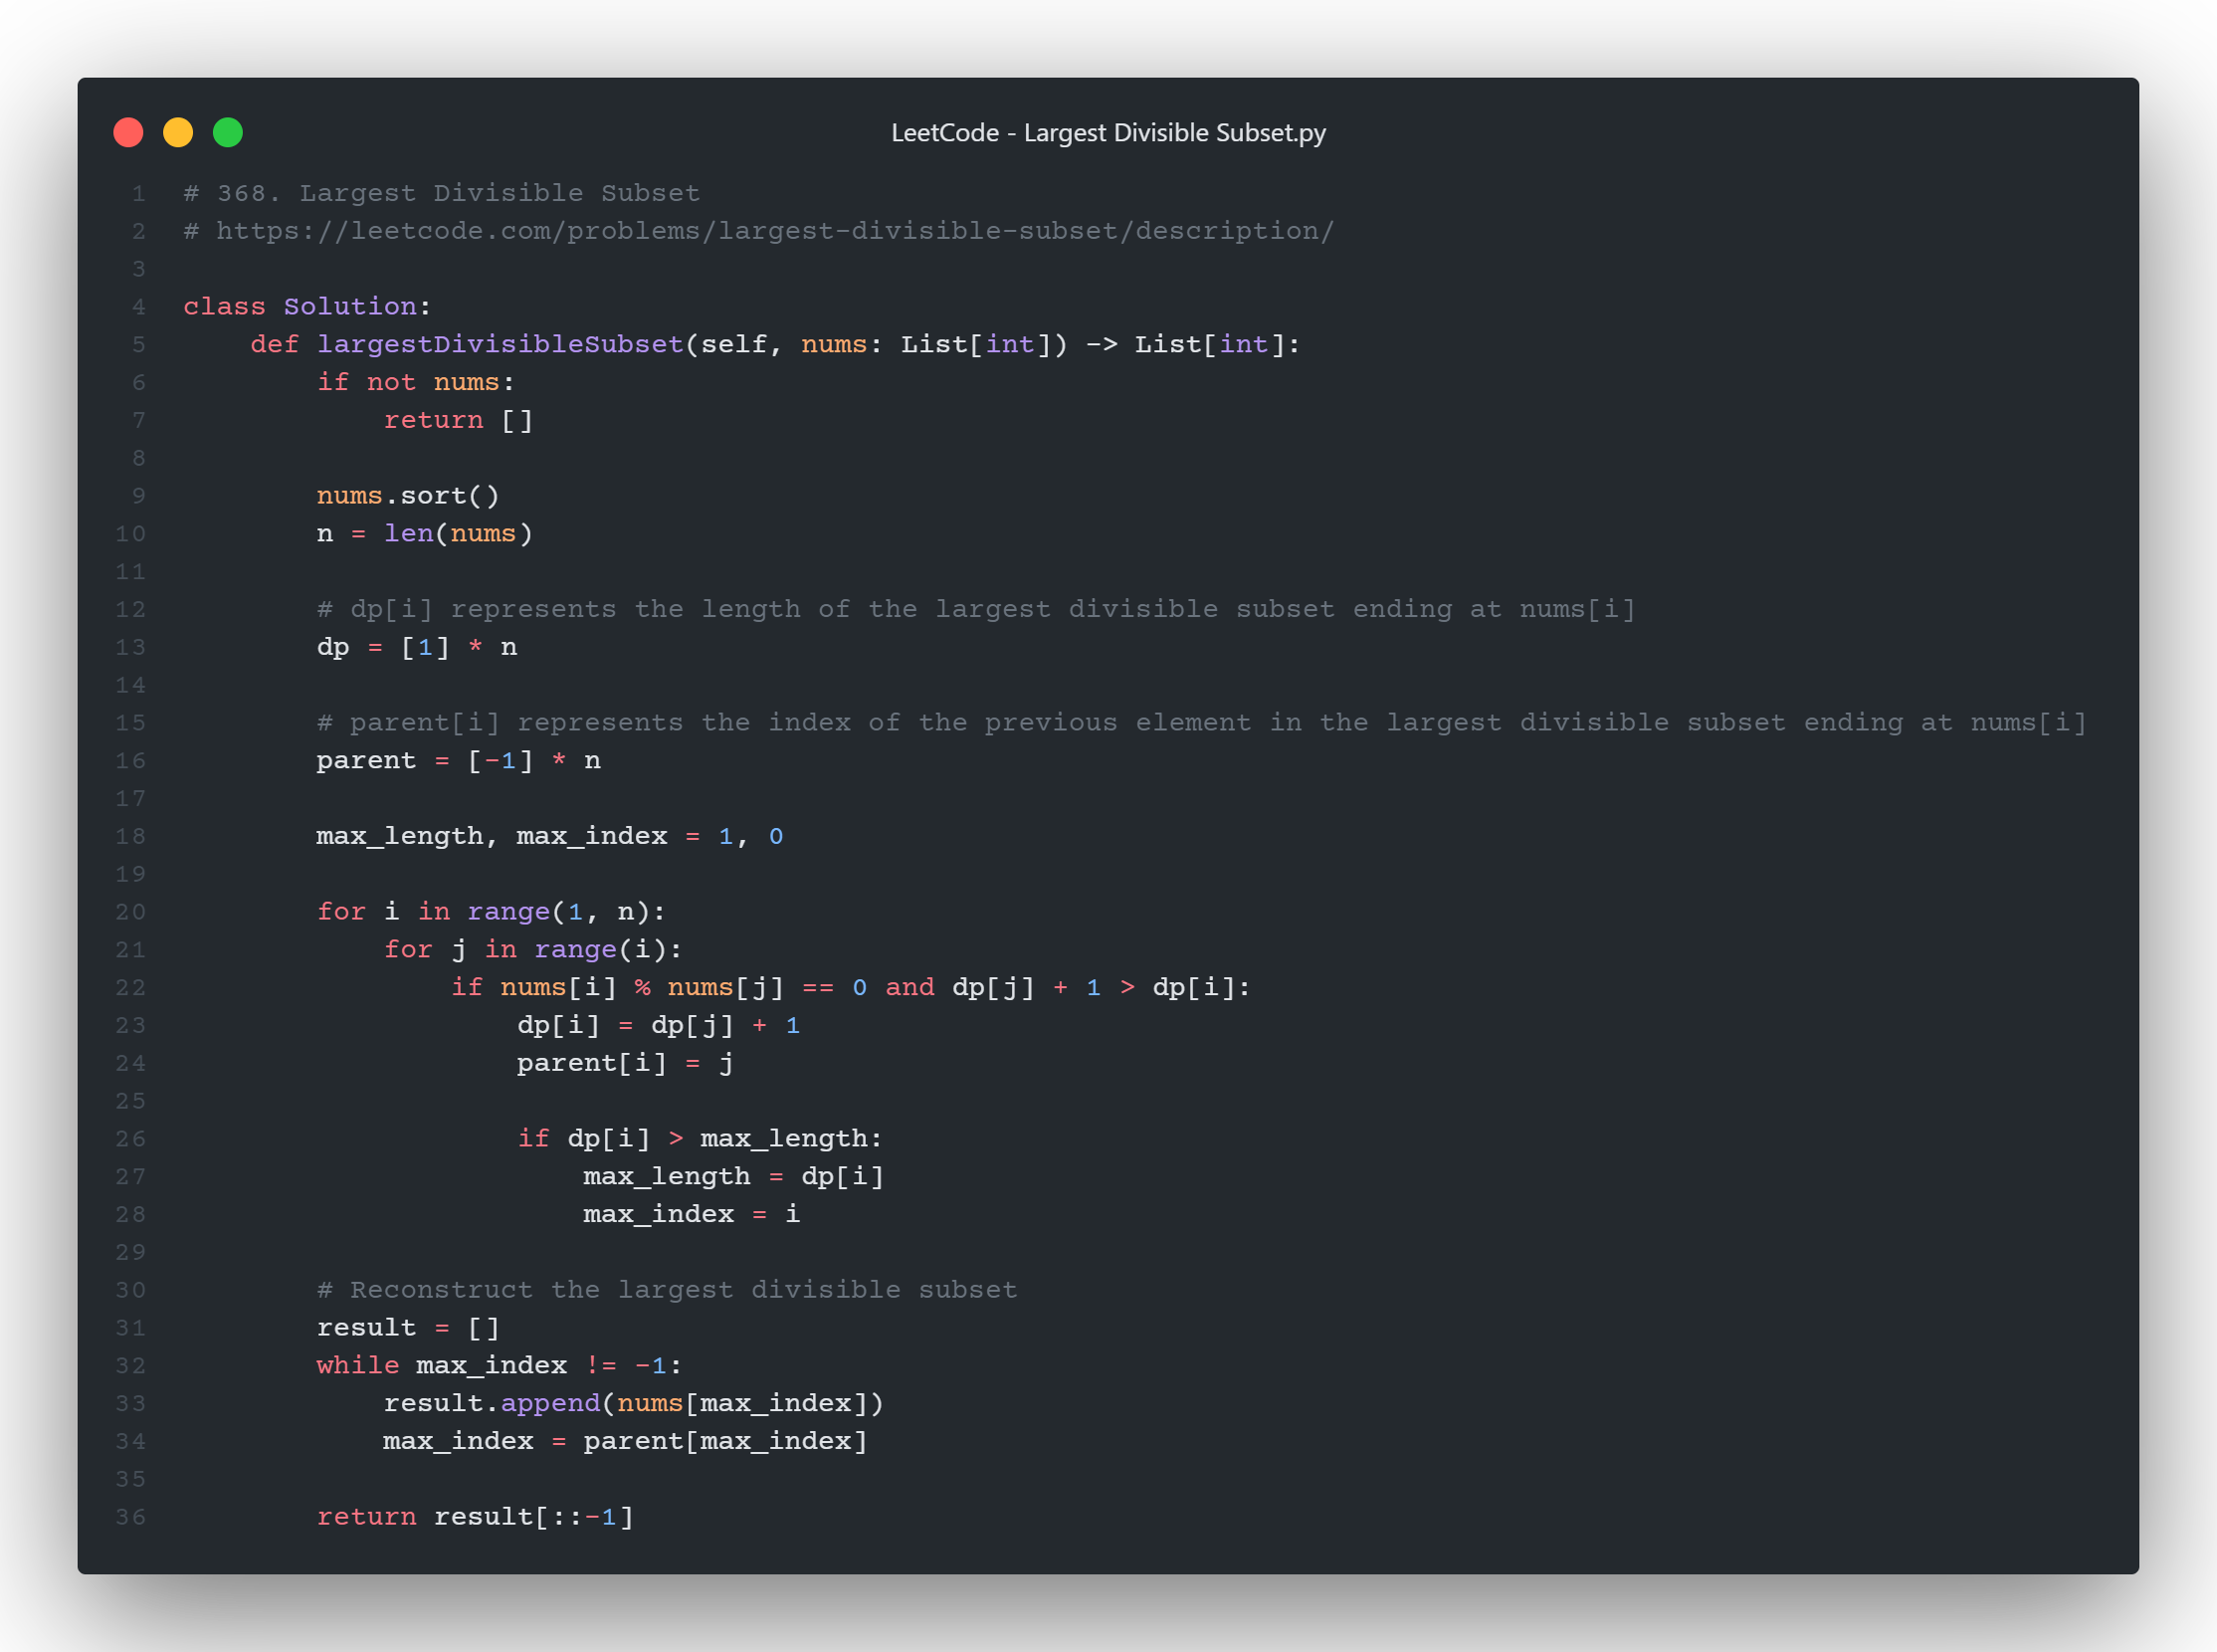 LeetCode - Largest Divisible Subset.py
1 # 368. Largest Divisible Subset
2 # https://leetcode.com/problems/largest-divisible-subset/description/
3
4 class Solution:
5     def largestDivisibleSubset(self, nums: List[int]) -> List[int]:
6         if not nums:
7             return []
8
9         nums.sort()
10         n = len(nums)
11
12         # dp[i] represents the length of the largest divisible subset ending at nums[i]
13         dp = [1] * n
14
15         # parent[i] represents the index of the previous element in the largest divisible subset ending at nums[i]
16         parent = [-1] * n
17
18         max_length, max_index = 1, 0
19
20         for i in range(1, n):
21             for j in range(i):
22                 if nums[i] % nums[j] == 0 and dp[j] + 1 > dp[i]:
23                     dp[i] = dp[j] + 1
24                     parent[i] = j
25
26                     if dp[i] > max_length:
27                         max_length = dp[i]
28                         max_index = i
29
30         # Reconstruct the largest divisible subset
31         result = []
32         while max_index != -1:
33             result.append(nums[max_index])
34             max_index = parent[max_index]
35
36         return result[::-1]